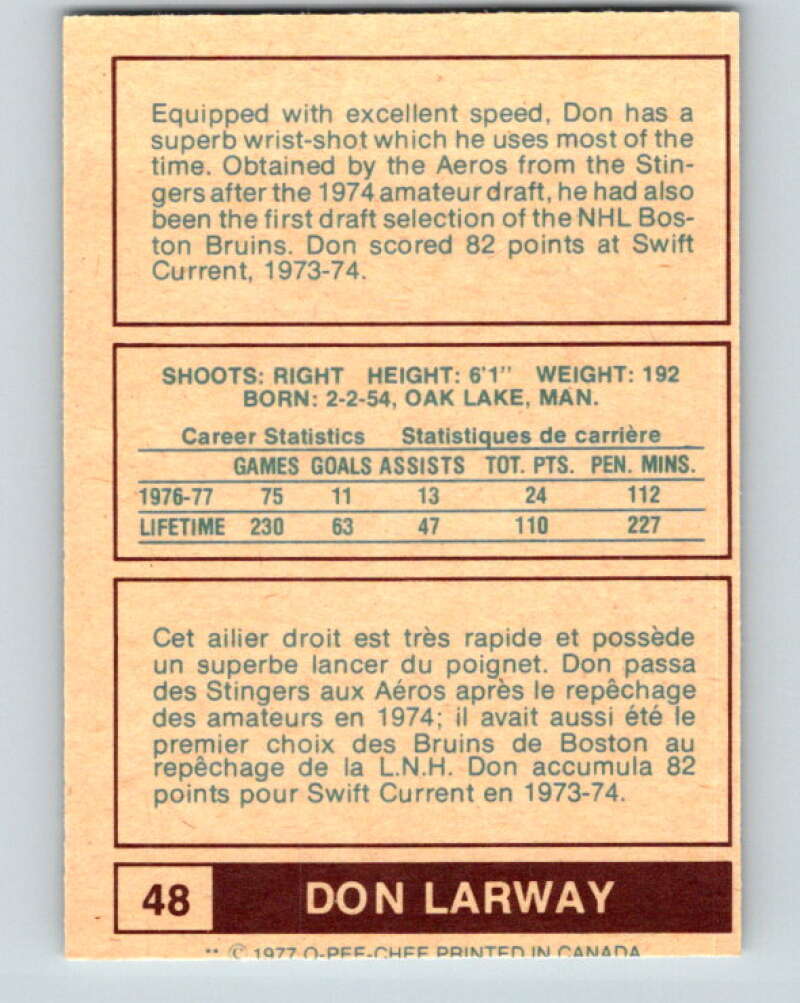 Equipped with excellent speed, Don has a
superb wrist-shot which he uses most of the
time. Obtained by the Aeros from the Stin-
gers after the 1974 amateur draft, he had also
been the first draft selection of the NHL Bos-
ton Bruins. Don scored 82 points at Swift
Current, 1973-74.
SHOOTS: RIGHT HEIGHT: 6'1" WEIGHT: 192
BORN: 2-2-54, OAK LAKE, MAN.
Career Statistics Statistiques de carrière
GAMES GOALS ASSISTS TOT. PTS. PEN. MINS.
1976-77 75 11 13 24 112
LIFETIME 230 63 47 110 227
Cet ailier droit est très rapide et possède
un superbe lancer du poignet. Don passa
des Stingers aux Aéros après le repêchage
des amateurs en 1974; il avait aussi été le
premier choix des Bruins de Boston au
repêchage de la L.N.H. Don accumula 82
points pour Swift Current en 1973-74.
48 DON LARWAY
** © 1977 O-PEE-CHEE PRINTED IN CANADA